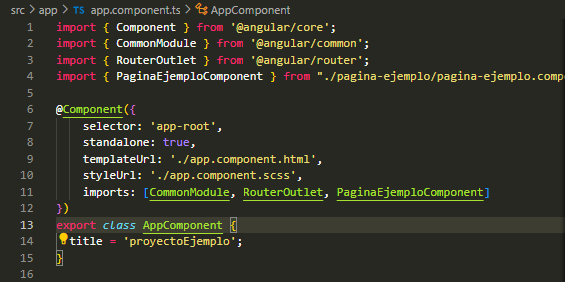 src > app > TS app.component.ts > AppComponent
1 import { Component } from '@angular/core';
2 import { CommonModule } from '@angular/common';
3 import { RouterOutlet } from '@angular/router';
4 import { PaginaEjemploComponent } from "./pagina-ejemplo/pagina-ejemplo.compo
5
6 @Component({
7 selector: 'app-root',
8 standalone: true,
9 templateUrl: './app.component.html',
10 styleUrl: './app.component.scss',
11 imports: [CommonModule, RouterOutlet, PaginaEjemploComponent]
12 })
13 export class AppComponent {
14 title = 'proyectoEjemplo';
15 }
16